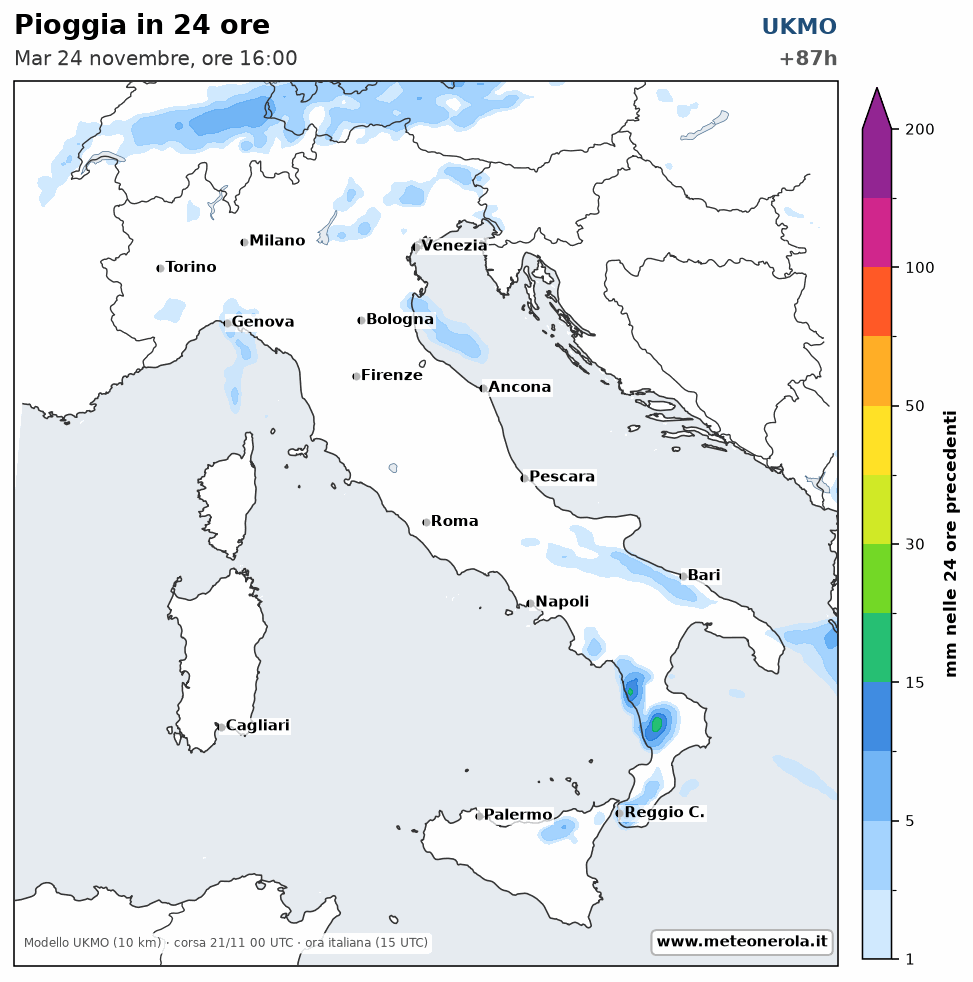 Pioggia in 24 ore
UKMO
Mar 24 novembre, ore 16:00
+87h
Milano
Venezia
Torino
Genova
Bologna
Firenze
Ancona
Pescara
Roma
Bari
Napoli
Cagliari
Palermo
Reggio C.
200
100
50
30
15
5
1
mm nelle 24 ore precedenti
Modello UKMO (10 km) · corsa 21/11 00 UTC · ora italiana (15 UTC)
www.meteonerola.it